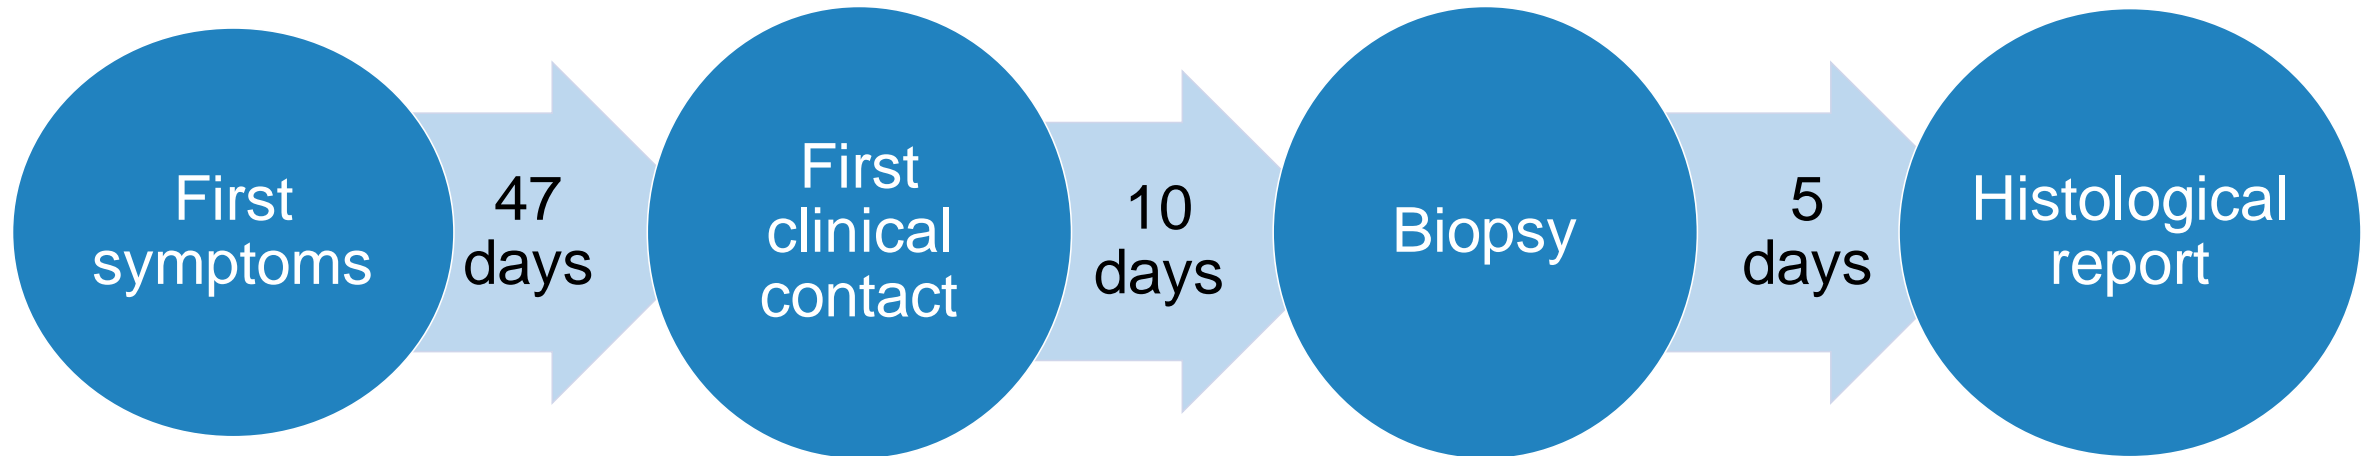 First
symptoms
47
days
First
clinical
contact
10
days
Biopsy
5
days
Histological
report